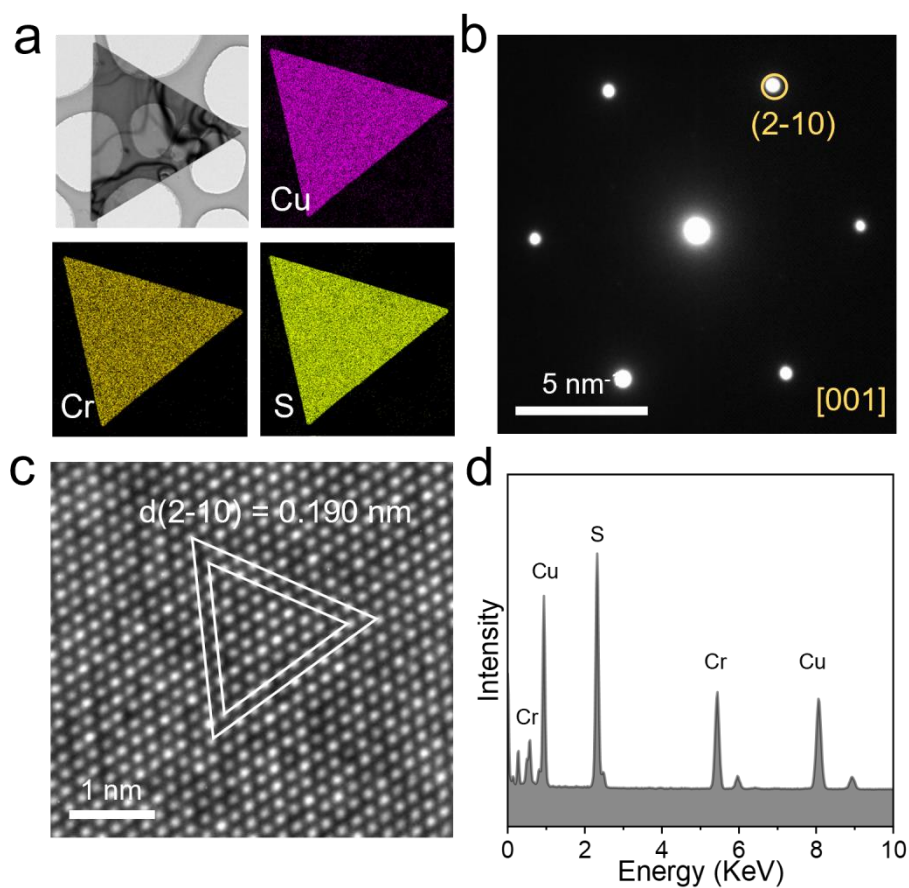 a
Cu
Cr
S
b
(2-10)
5 nm-
[001]
c
d(2-10) = 0.190 nm
1 nm
d
S
Cu
Cr
Cu
Cr
Intensity
0
2
4
6
8
10
Energy (KeV)